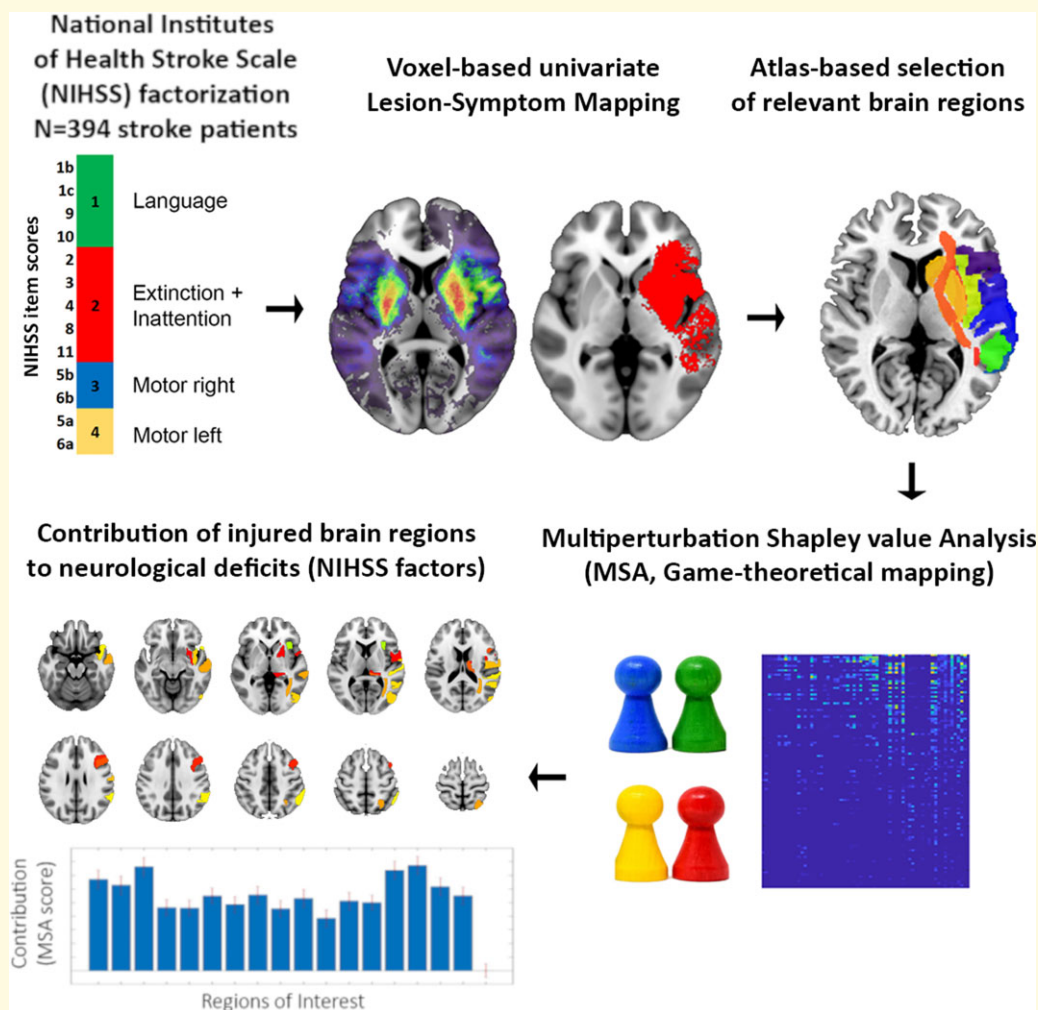 National Institutes
of Health Stroke Scale
(NIHSS) factorization
N=394 stroke patients
Voxel-based univariate
Lesion-Symptom Mapping
Atlas-based selection
of relevant brain regions
NIHSS item scores
1b
1c
9
10
2
3
4
8
11
5b
6b
5a
6a
1
2
3
4
Language
Extinction +
Inattention
Motor right
Motor left
Contribution of injured brain regions
to neurological deficits (NIHSS factors)
Multiperturbation Shapley value Analysis
(MSA, Game-theoretical mapping)
Contribution
(MSA score)
Regions of Interest